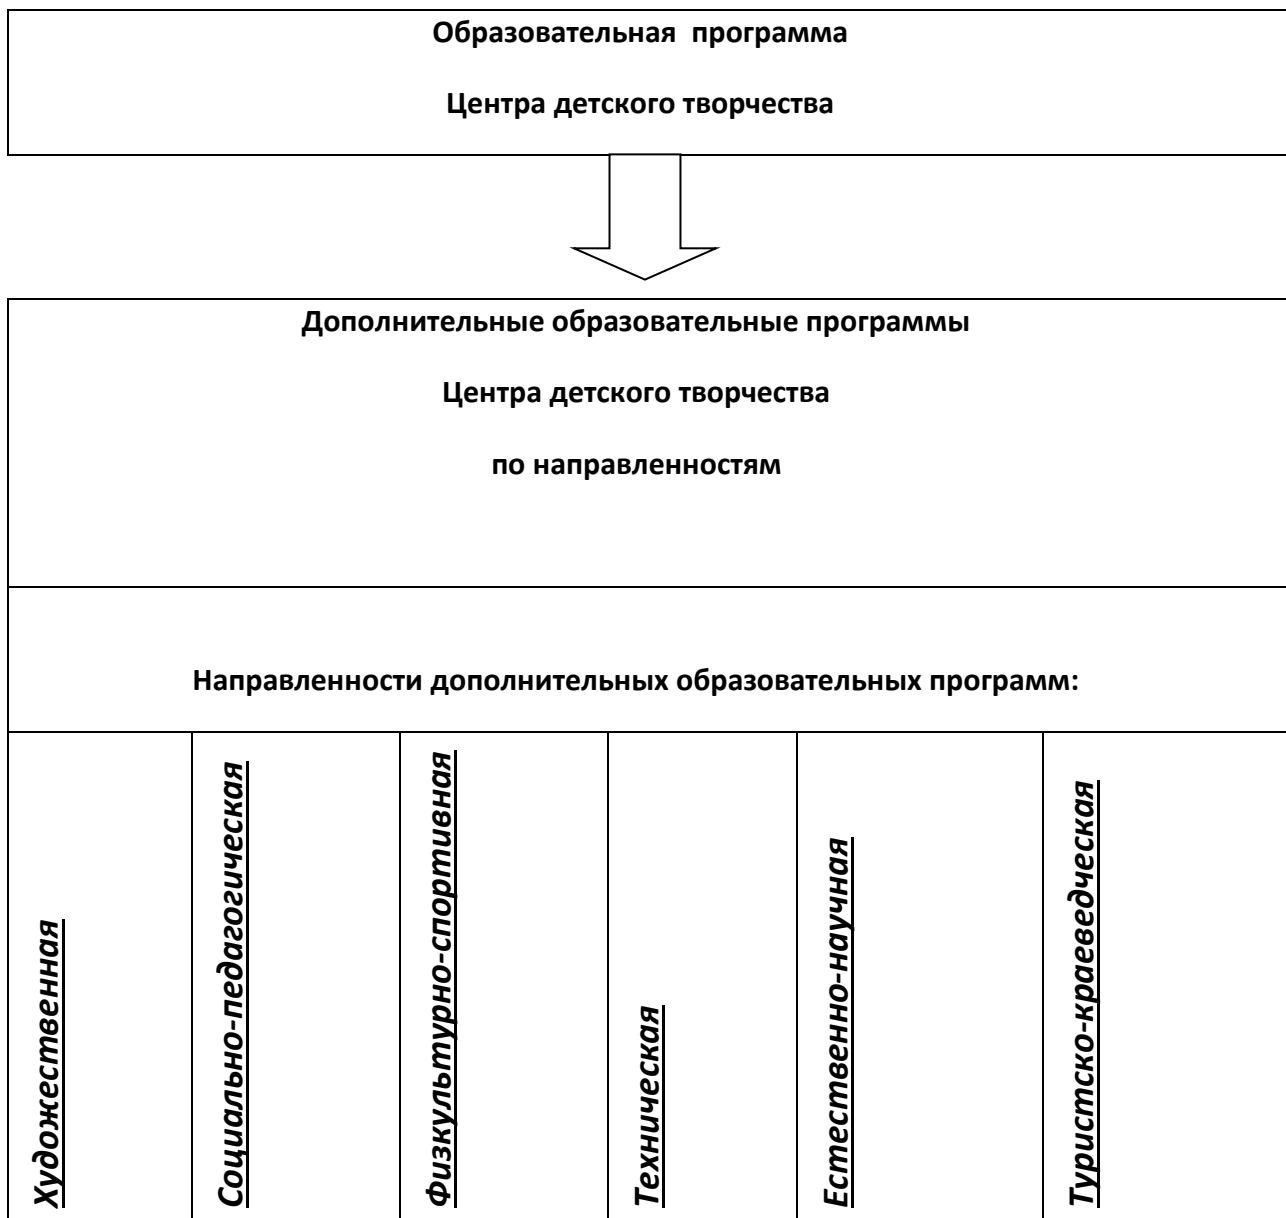 Образовательная программа
Центра детского творчества
Дополнительные образовательные программы
Центра детского творчества
по направленностям
Направленности дополнительных образовательных программ:
Художественная
Социально-педагогическая
Физкультурно-спортивная
Техническая
Естественно-научная
Туристско-краеведческая